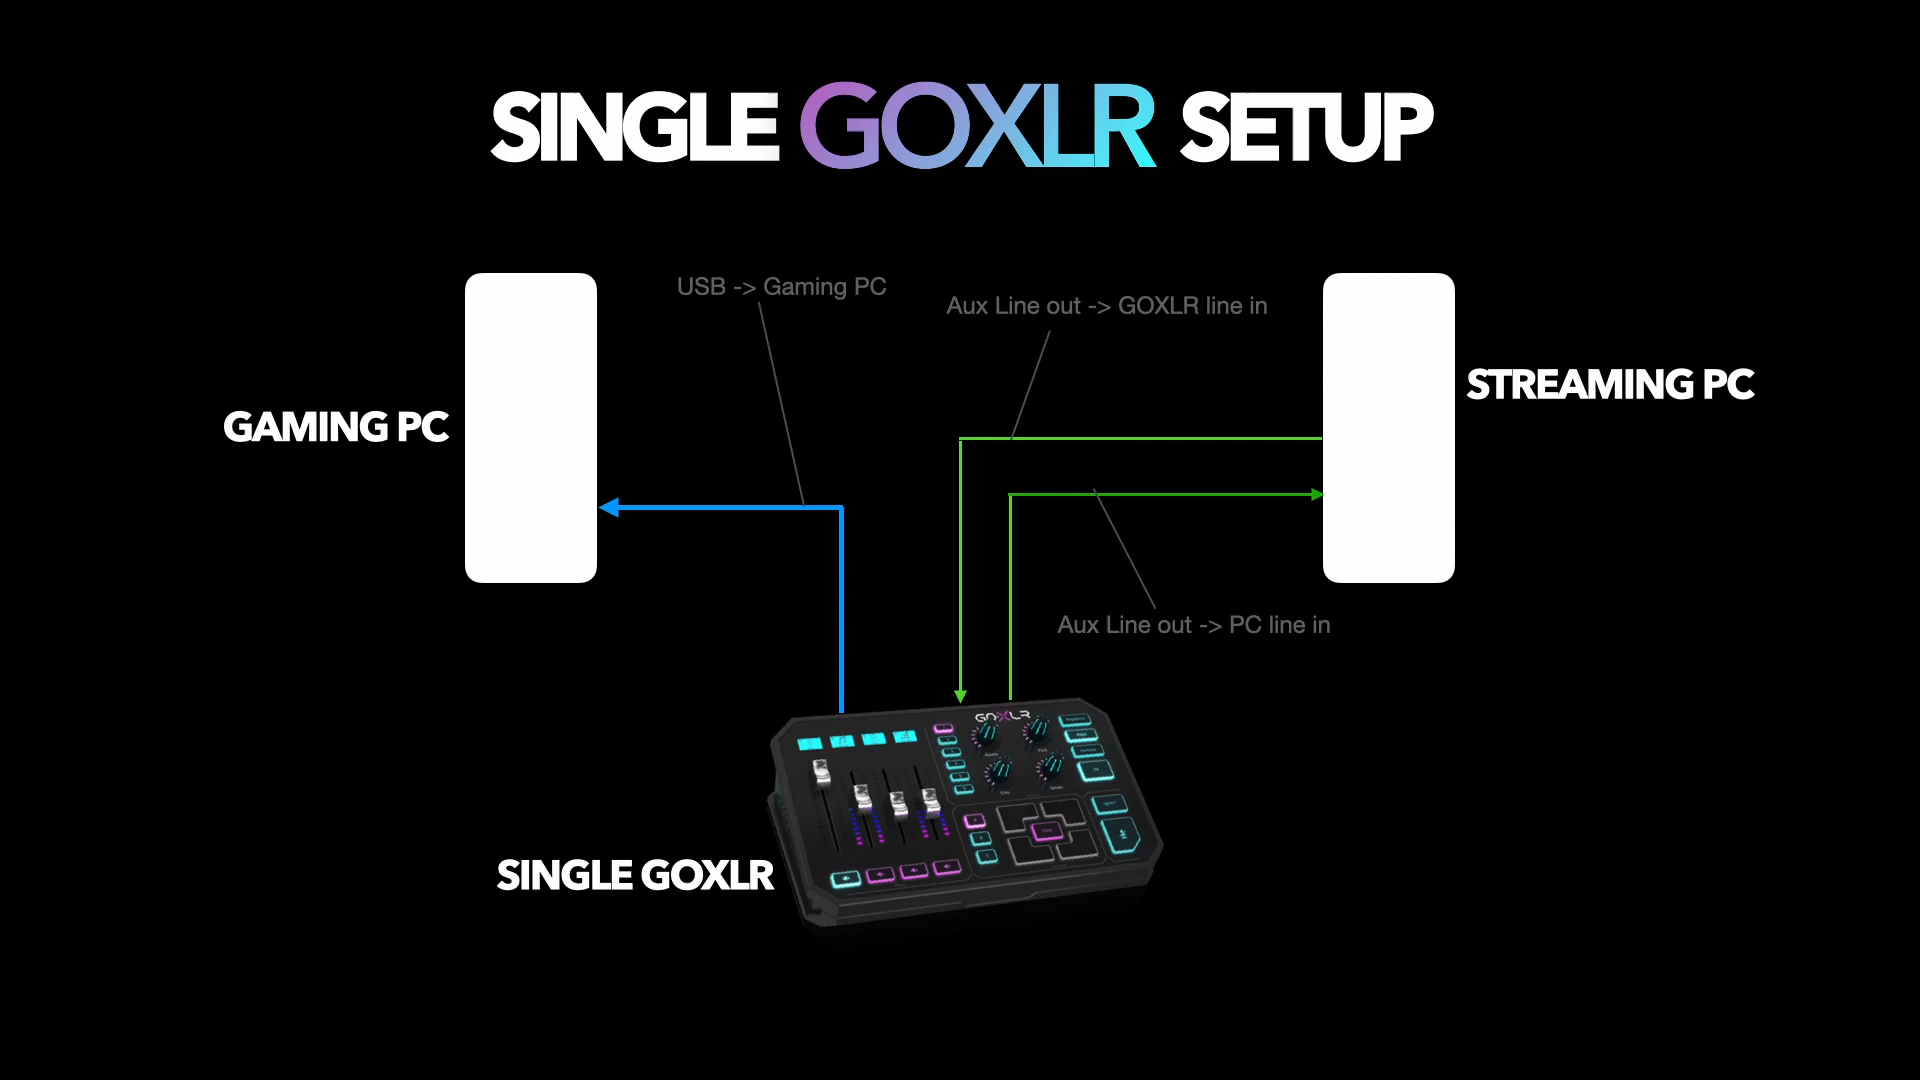 SINGLE GOXLR SETUP
USB -> Gaming PC
Aux Line out -> GOXLR line in
STREAMING PC
GAMING PC
Aux Line out -> PC line in
GOXLR
SINGLE GOXLR